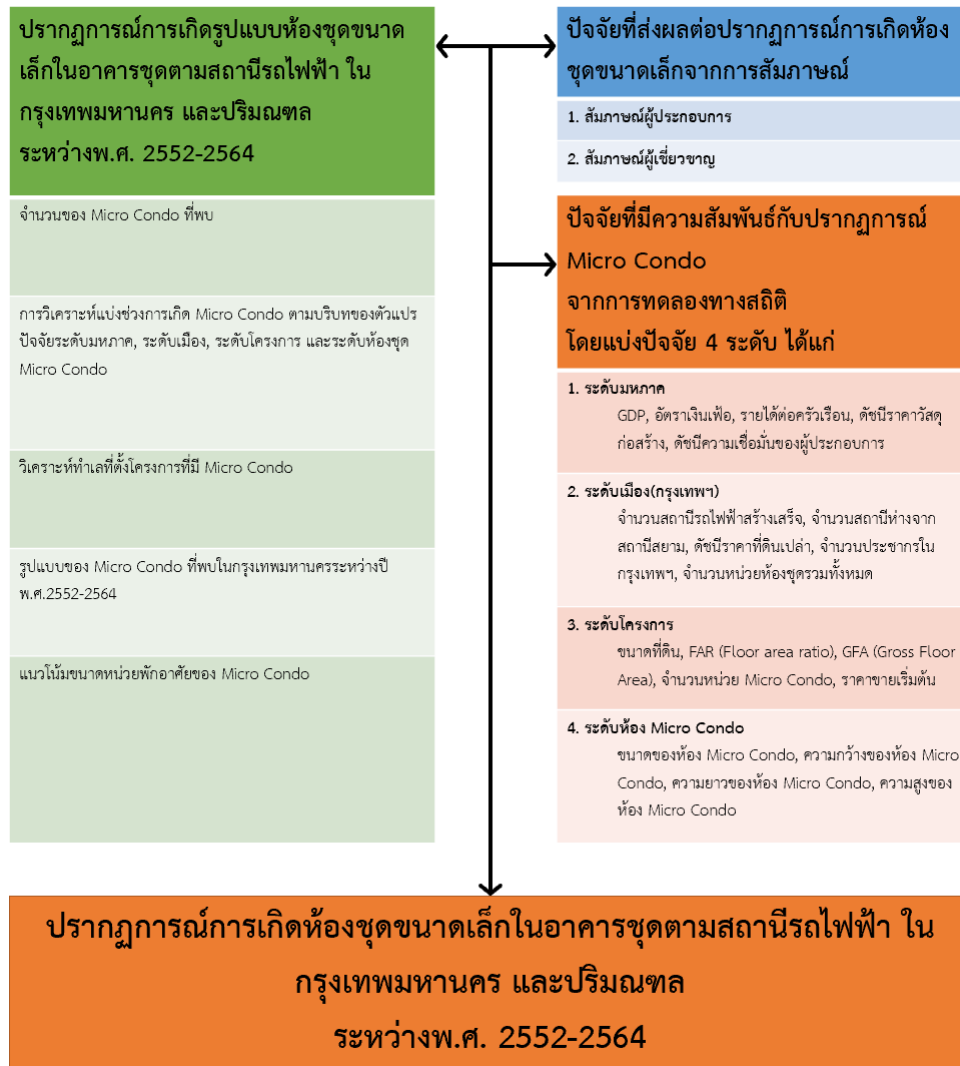 ปรากฏการณ์การเกิดรูปแบบห้องชุดขนาด
เล็กในอาคารชุดตามสถานีรถไฟฟ้า ใน
กรุงเทพมหานคร และปริมณฑล
ระหว่างพ.ศ. 2552-2564
จำนวนของ Micro Condo ที่พบ
การวิเคราะห์แบ่งช่วงการเกิด Micro Condo ตามบริบทของตัวแปร
ปัจจัยระดับมหภาค, ระดับเมือง, ระดับโครงการ และระดับห้องชุด
Micro Condo
วิเคราะห์ทำเลที่ตั้งโครงการที่มี Micro Condo
รูปแบบของ Micro Condo ที่พบในกรุงเทพมหานครระหว่างปี
พ.ศ.2552-2564
แนวโน้มขนาดหน่วยพักอาศัยของ Micro Condo
ปัจจัยที่ส่งผลต่อปรากฏการณ์การเกิดห้อง
ชุดขนาดเล็กจากการสัมภาษณ์
1. สัมภาษณ์ผู้ประกอบการ
2. สัมภาษณ์ผู้เชี่ยวชาญ
ปัจจัยที่มีความสัมพันธ์กับปรากฏการณ์
Micro Condo
จากการทดลองทางสถิติ
โดยแบ่งปัจจัย 4 ระดับ ได้แก่
1. ระดับมหภาค
GDP, อัตราเงินเฟ้อ, รายได้ต่อครัวเรือน, ดัชนีราคาวัสดุ
ก่อสร้าง, ดัชนีความเชื่อมั่นของผู้ประกอบการ
2. ระดับเมือง(กรุงเทพฯ)
จำนวนสถานีรถไฟฟ้าสร้างเสร็จ, จำนวนสถานีห่างจาก
สถานีสยาม, ดัชนีราคาที่ดินเปล่า, จำนวนประชากรใน
กรุงเทพฯ, จำนวนหน่วยห้องชุดรวมทั้งหมด
3. ระดับโครงการ
ขนาดที่ดิน, FAR (Floor area ratio), GFA (Gross Floor
Area), จำนวนหน่วย Micro Condo, ราคาขายเริ่มต้น
4. ระดับห้อง Micro Condo
ขนาดของห้อง Micro Condo, ความกว้างของห้อง Micro
Condo, ความยาวของห้อง Micro Condo, ความสูงของ
ห้อง Micro Condo
ปรากฏการณ์การเกิดห้องชุดขนาดเล็กในอาคารชุดตามสถานีรถไฟฟ้า ใน
กรุงเทพมหานคร และปริมณฑล
ระหว่างพ.ศ. 2552-2564